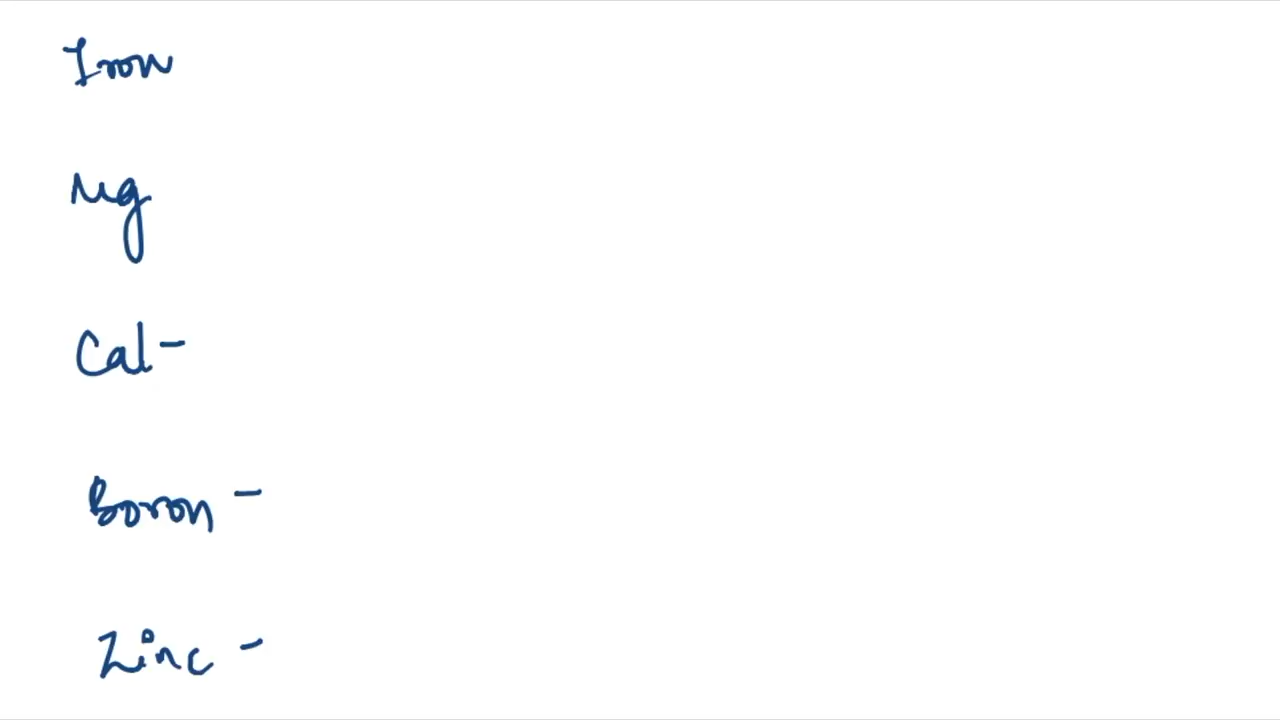 Iron
Mg
Cal -
Boron -
Zinc -